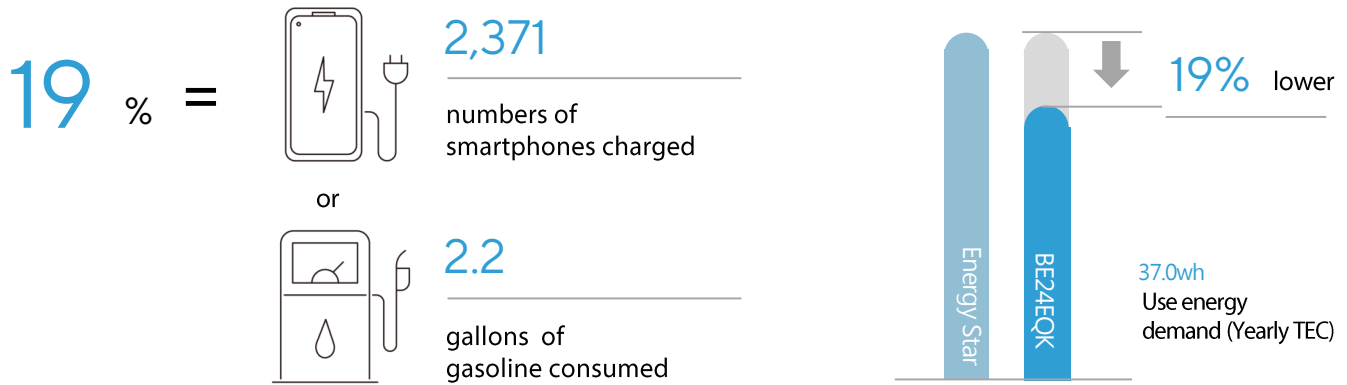 19 %
=
2,371
numbers of
smartphones charged
or
2.2
gallons of
gasoline consumed
Energy Star
BE24EQK
19% lower
37.0wh
Use energy
demand (Yearly TEC)